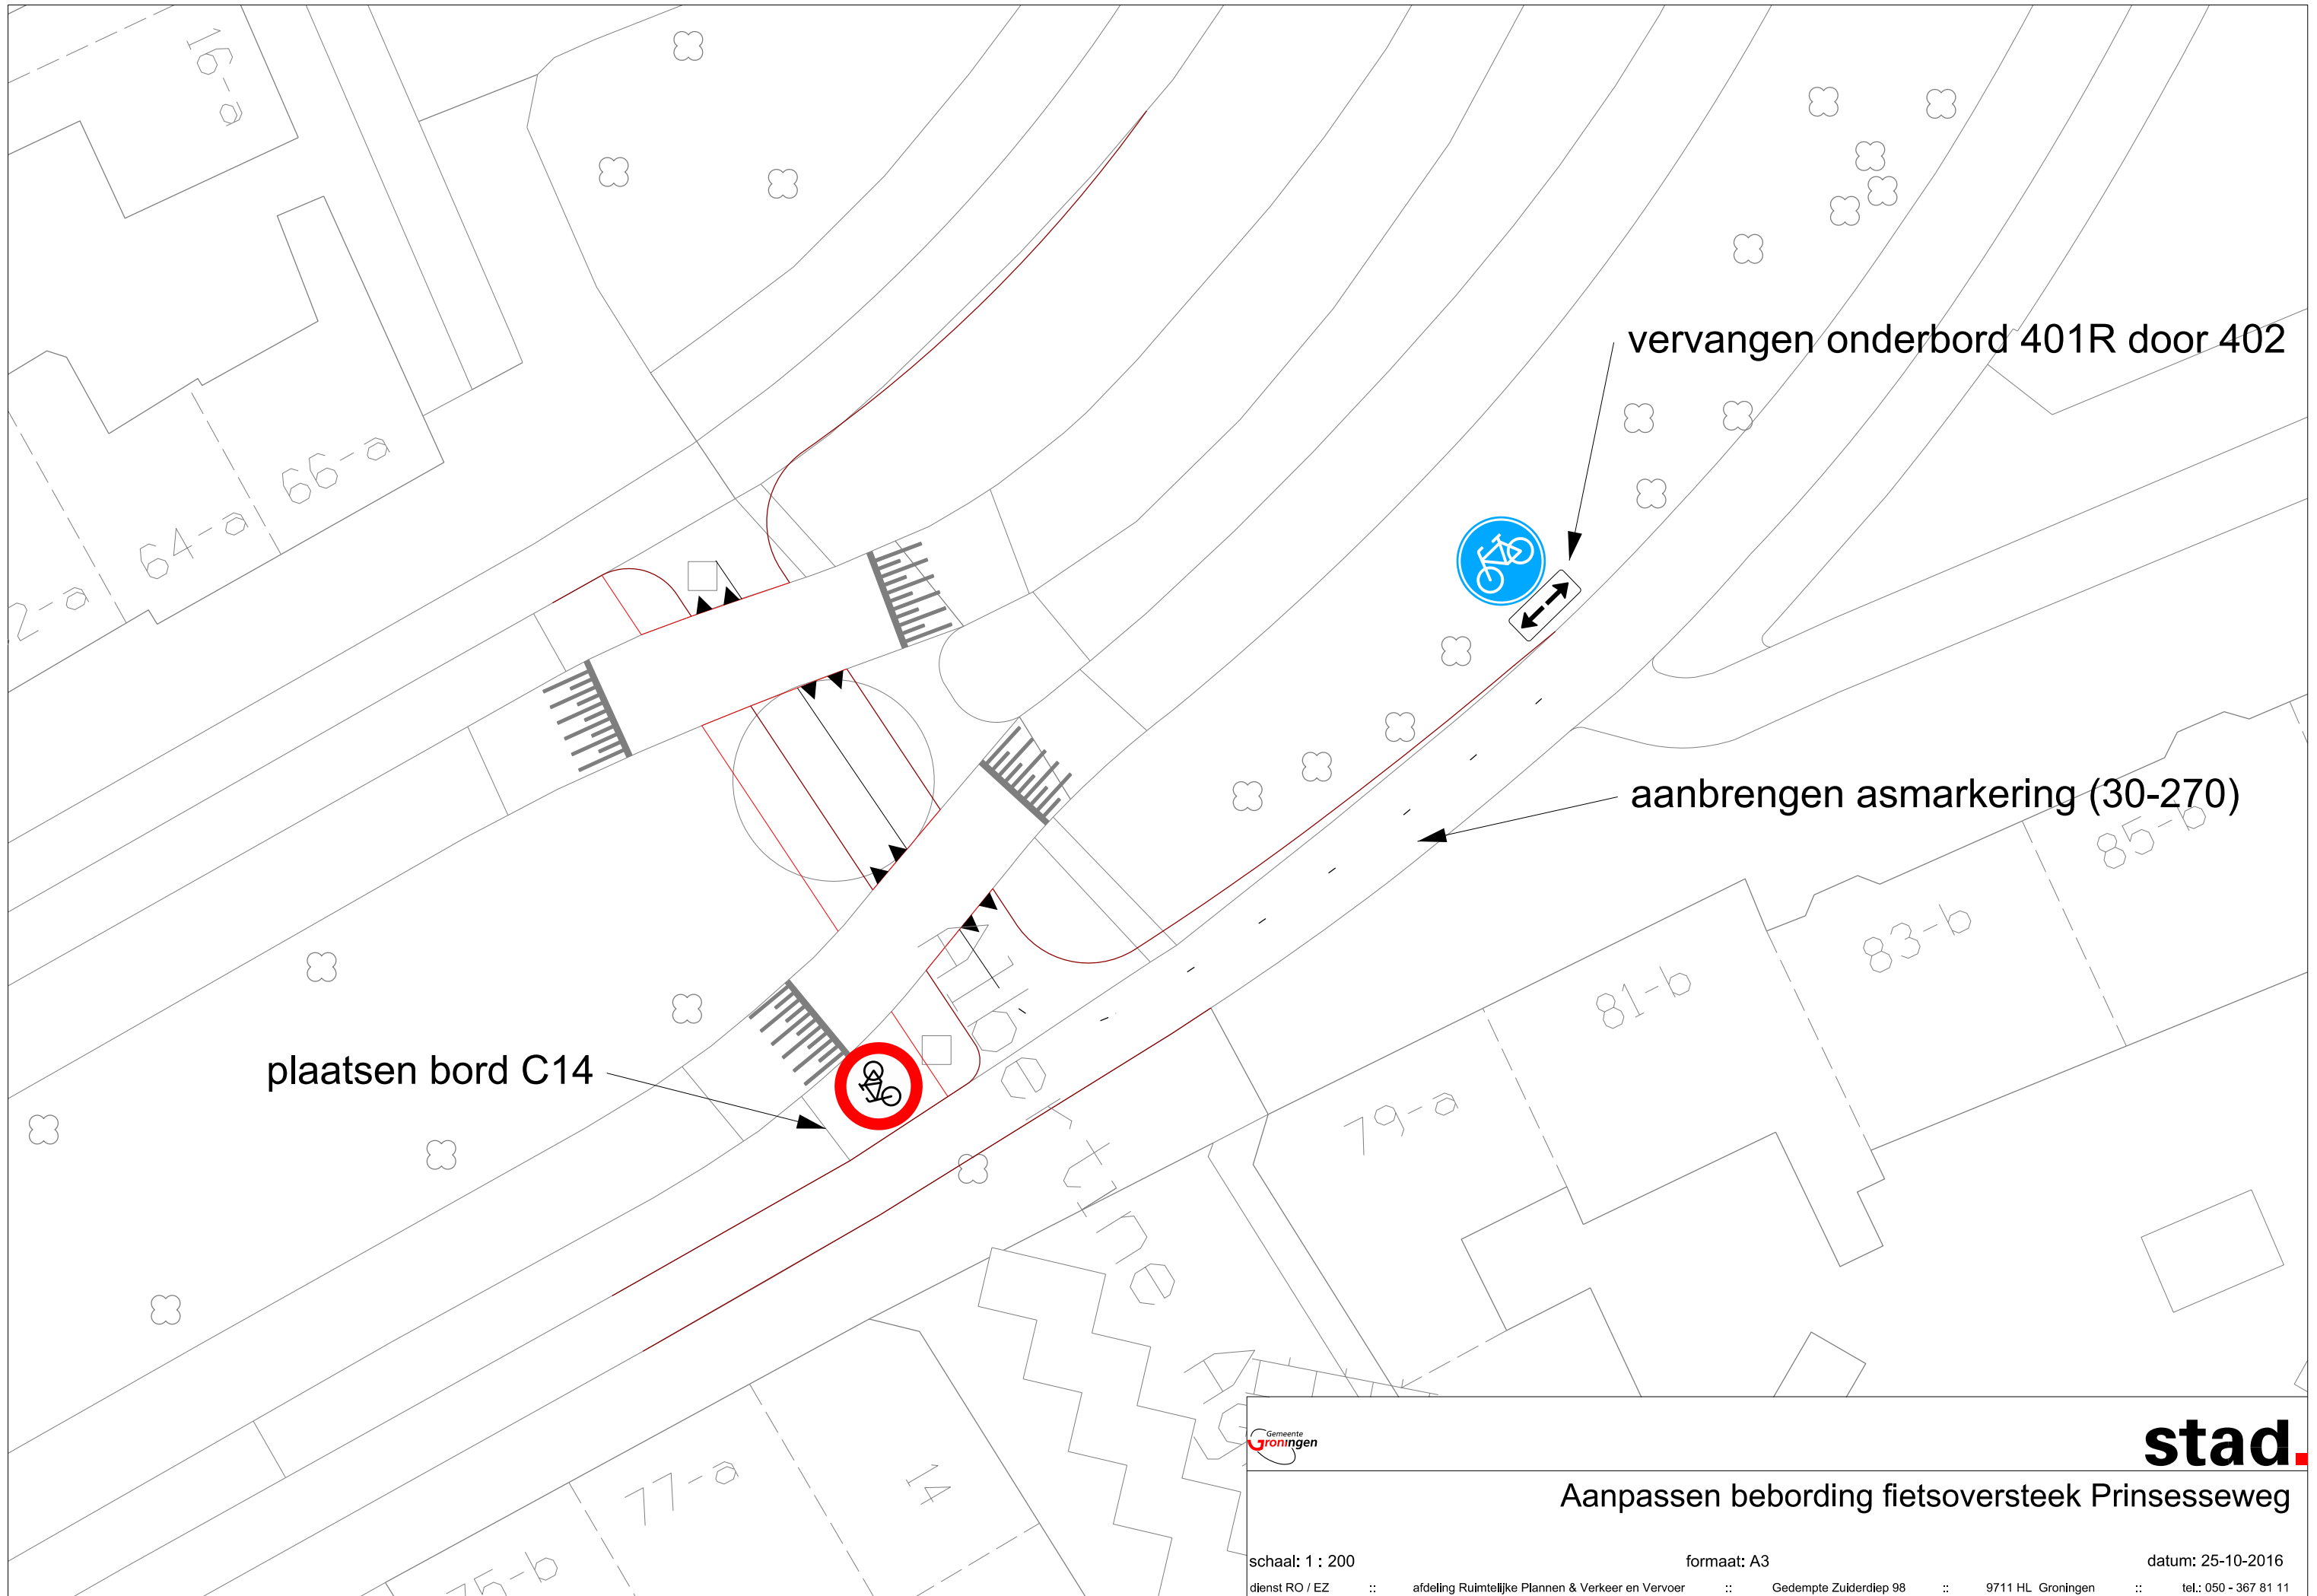 19-a
66-a
64-a
vervangen onderbord 401R door 402
aanbrengen asmarkering (30-270)
85-b
83-b
81-b
79-a
plaatsen bord C14
77-a
14
75-b
Gemeente
Groningen
stad.
Aanpassen bebording fietsoversteek Prinsesseweg
schaal: 1 : 200 formaat: A3 datum: 25-10-2016
dienst RO / EZ :: afdeling Ruimtelijke Plannen & Verkeer en Vervoer :: Gedempte Zuiderdiep 98 :: 9711 HL Groningen :: tel.: 050 - 367 81 11